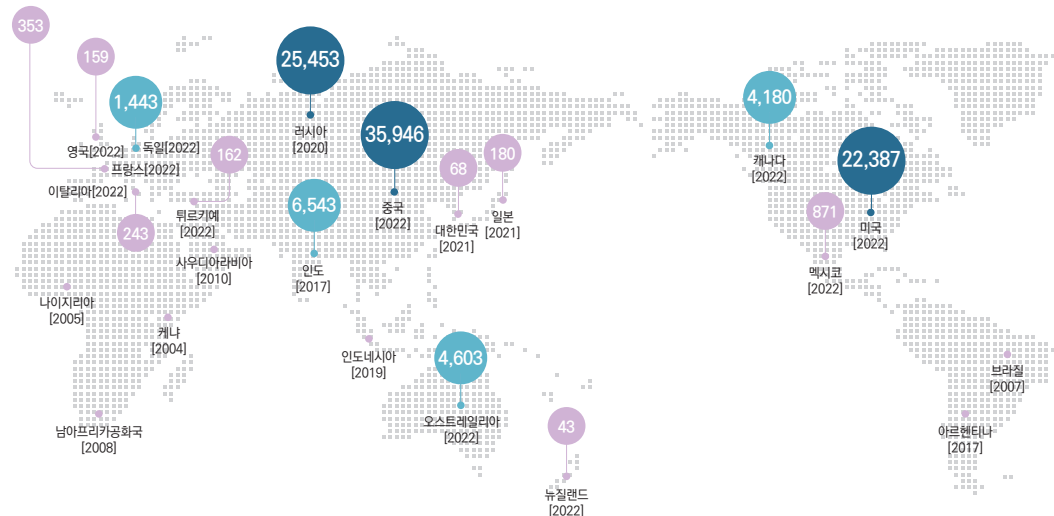 353
159
1,443
25,453
35,946
4,180
22,387
영국[2022]
독일[2022]
프랑스[2022]
162
러시아
[2020]
68
180
캐나다
[2022]
이탈리아[2022]
243
튀르키예
[2022]
6,543
중국
[2022]
대한민국
[2021]
일본
[2021]
871
미국
[2022]
사우디아라비아
[2010]
인도
[2017]
멕시코
[2022]
나이지리아
[2005]
케냐
[2004]
인도네시아
[2019]
4,603
브라질
[2007]
남아프리카공화국
[2008]
오스트레일리아
[2022]
43
아르헨티나
[2017]
뉴질랜드
[2022]